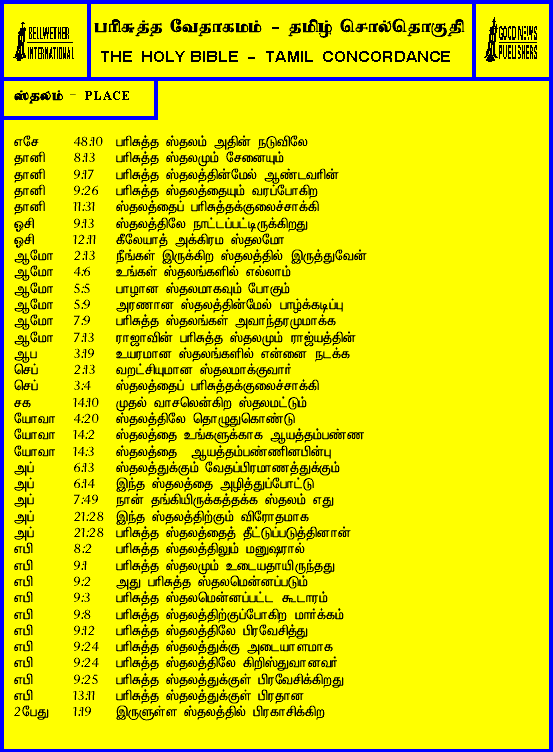 BELLWETHER
INTERNATIONAL
பரிசுத்த வேதாகமம் - தமிழ் சொல்தொகுதி
THE HOLY BIBLE - TAMIL CONCORDANCE
GOOD NEWS
PUBLISHERS
ஸ்தலம் - PLACE
எசே 48:10 பரிசுத்த ஸ்தலம் அதின் நடுவிலே
தானி 8:13 பரிசுத்த ஸ்தலமும் சேனையும்
தானி 9:17 பரிசுத்த ஸ்தலத்தின்மேல் ஆண்டவரின்
தானி 9:26 பரிசுத்த ஸ்தலத்தையும் வரப்போகிற
தானி 11:31 ஸ்தலத்தைப் பரிசுத்தக்குலைச்சாக்கி
ஓசி 9:13 ஸ்தலத்திலே நாட்டப்பட்டிருக்கிறது
ஓசி 12:11 கீலேயாத் அக்கிரம ஸ்தலமோ
ஆமோ 2:13 நீங்கள் இருக்கிற ஸ்தலத்தில் இருத்துவேன்
ஆமோ 4:6 உங்கள் ஸ்தலங்களில் எல்லாம்
ஆமோ 5:5 பாழான ஸ்தலமாகவும் போகும்
ஆமோ 5:9 அரணான ஸ்தலத்தின்மேல் பாழ்க்கடிப்பு
ஆமோ 7:9 பரிசுத்த ஸ்தலங்கள் அவாந்தரமுமாக்க
ஆமோ 7:13 ராஜாவின் பரிசுத்த ஸ்தலமும் ராஜ்யத்தின்
ஆப 3:19 உயரமான ஸ்தலங்களில் என்னை நடக்க
செப் 2:13 வறட்சியுமான ஸ்தலமாக்குவார்
செப் 3:4 ஸ்தலத்தைப் பரிசுத்தக்குலைச்சாக்கி
சக 14:10 முதல் வாசலென்கிற ஸ்தலமட்டும்
யோவா 4:20 ஸ்தலத்திலே தொழுதுகொண்டு
யோவா 14:2 ஸ்தலத்தை உங்களுக்காக ஆயத்தம்பண்ண
யோவா 14:3 ஸ்தலத்தை ஆயத்தம்பண்ணினபின்பு
அப் 6:13 ஸ்தலத்துக்கும் வேதப்பிரமாணத்துக்கும்
அப் 6:14 இந்த ஸ்தலத்தை அழித்துப்போட்டு
அப் 7:49 நான் தங்கியிருக்கத்தக்க ஸ்தலம் எது
அப் 21:28 இந்த ஸ்தலத்திற்கும் விரோதமாக
அப் 21:28 பரிசுத்த ஸ்தலத்தைத் தீட்டுப்படுத்தினான்
எபி 8:2 பரிசுத்த ஸ்தலத்திலும் மனுஷரால்
எபி 9:1 பரிசுத்த ஸ்தலமும் உடையதாயிருந்தது
எபி 9:2 அது பரிசுத்த ஸ்தலமென்னப்படும்
எபி 9:3 பரிசுத்த ஸ்தலமென்னப்பட்ட கூடாரம்
எபி 9:8 பரிசுத்த ஸ்தலத்திற்குப்போகிற மார்க்கம்
எபி 9:12 பரிசுத்த ஸ்தலத்திலே பிரவேசித்து
எபி 9:24 பரிசுத்த ஸ்தலத்துக்கு அடையாளமாக
எபி 9:24 பரிசுத்த ஸ்தலத்திலே கிறிஸ்துவானவர்
எபி 9:25 பரிசுத்த ஸ்தலத்துக்குள் பிரவேசிக்கிறது
எபி 13:11 பரிசுத்த ஸ்தலத்துக்குள் பிரதான
2பேது 1:19 இருளுள்ள ஸ்தலத்தில் பிரகாசிக்கிற